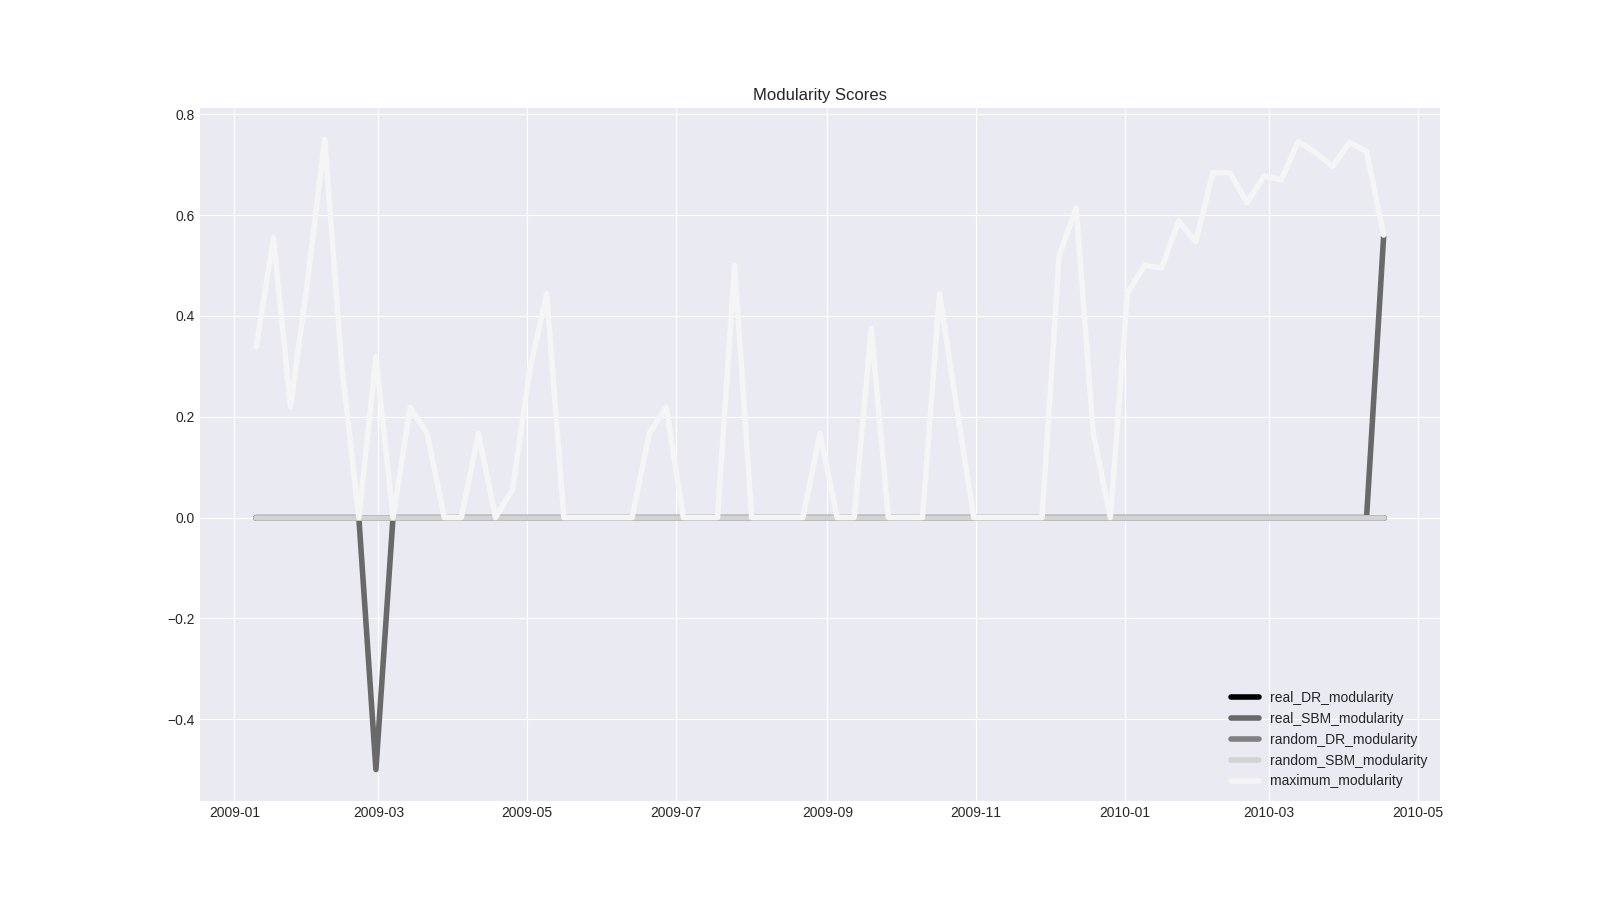 Modularity Scores
0.8
0.6
0.4
0.2
0.0
−0.2
−0.4
real_DR_modularity
real_SBM_modularity
random_DR_modularity
random_SBM_modularity
maximum_modularity
2009-01 2009-03 2009-05 2009-07 2009-09 2009-11 2010-01 2010-03 2010-05